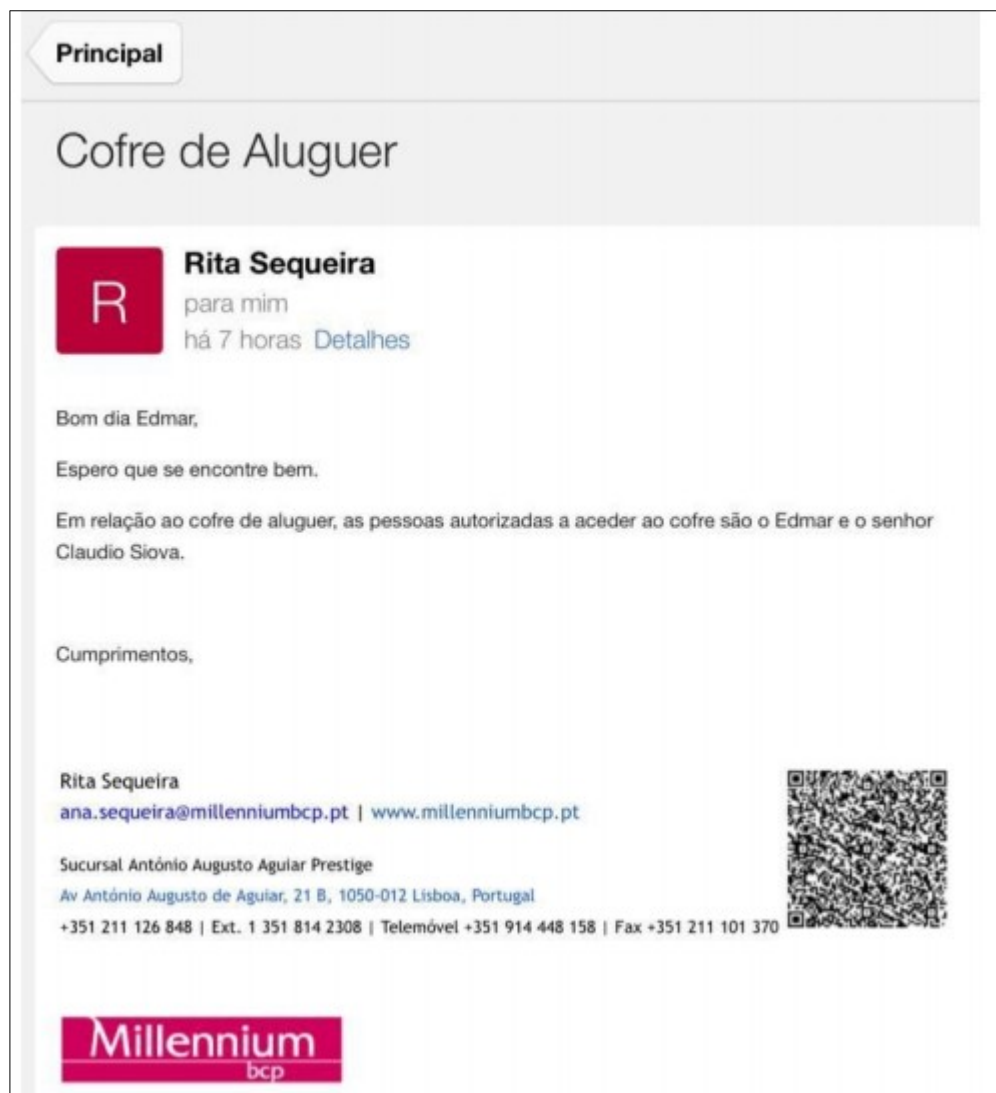 Principal
Cofre de Aluguer
R
Rita Sequeira
para mim
há 7 horas Detalhes
Bom dia Edmar,
Espero que se encontre bem.
Em relação ao cofre de aluguer, as pessoas autorizadas a aceder ao cofre são o Edmar e o senhor
Claudio Siova.
Cumprimentos,
Rita Sequeira
ana.sequeira@millenniumbcp.pt | www.millenniumbcp.pt
Sucursal António Augusto Aguiar Prestige
Av António Augusto de Aguiar, 21 B, 1050-012 Lisboa, Portugal
+351 211 126 848 | Ext. 1 351 814 2308 | Telemóvel +351 914 448 158 | Fax +351 211 101 370
Millennium
bcp